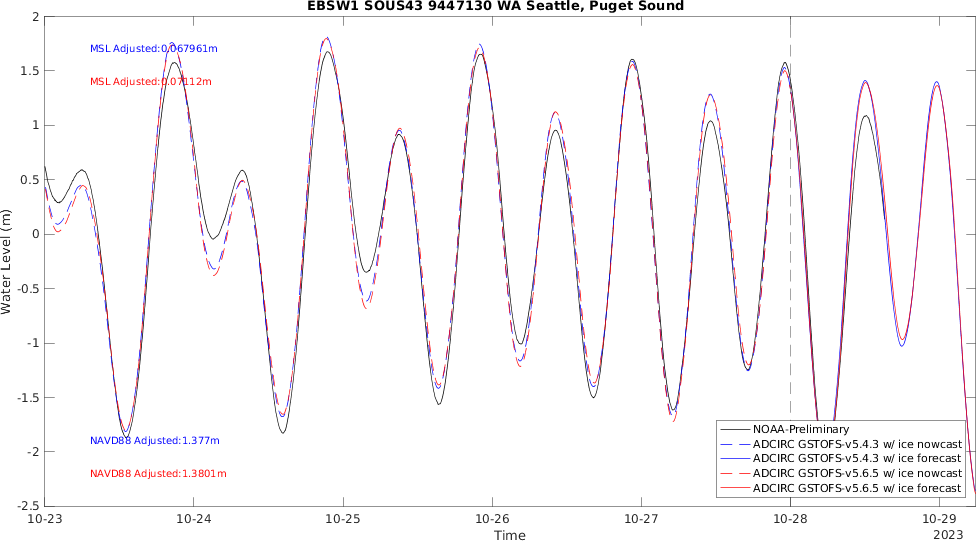 EBSW1 SOUS43 9447130 WA Seattle, Puget Sound
2
1.5
1
0.5
0
-0.5
-1
-1.5
-2
-2.5
Water Level (m)
MSL Adjusted:0.067961m
MSL Adjusted:0.07112m
NAVD88 Adjusted:1.377m
NAVD88 Adjusted:1.3801m
NOAA-Preliminary
ADCIRC GSTOFS-v5.4.3 w/ ice nowcast
ADCIRC GSTOFS-v5.4.3 w/ ice forecast
ADCIRC GSTOFS-v5.6.5 w/ ice nowcast
ADCIRC GSTOFS-v5.6.5 w/ ice forecast
10-23 10-24 10-25 10-26 10-27 10-28 10-29
Time
2023